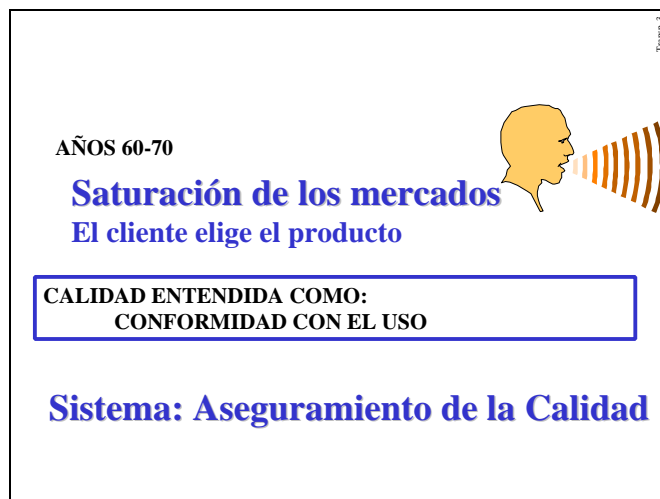 AÑOS 60-70
Saturación de los mercados
El cliente elige el producto
CALIDAD ENTENDIDA COMO:
CONFORMIDAD CON EL USO
Sistema: Aseguramiento de la Calidad